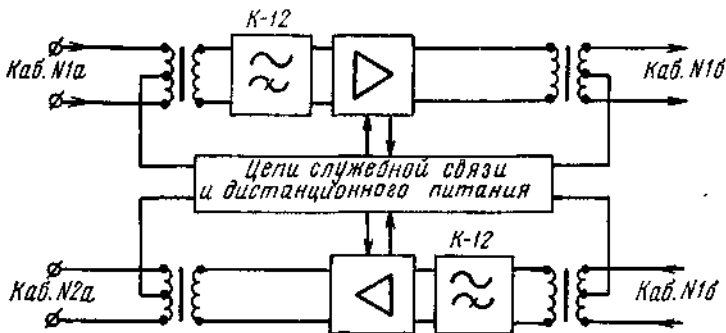 К-12
Каб. N1а
Каб. N1б
Цепи служебной связи
и дистанционного питания
К-12
Каб. N2а
Каб. N1б